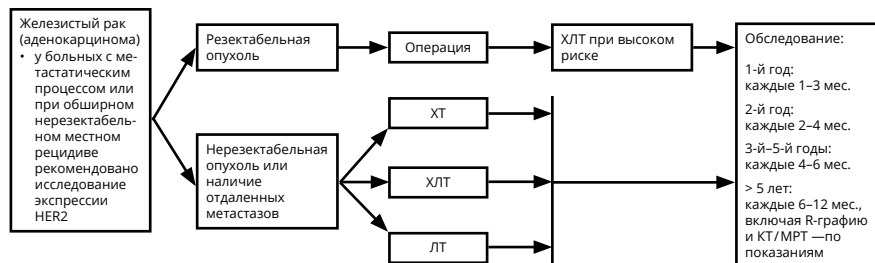 Железистый рак
(аденокарцинома)
• у больных с ме-
тастатическим
процессом или
при обширном
нерезектабель-
ном местном
рецидиве
рекомендовано
исследование
экспрессии
HER2
Резектабельная
опухоль
Операция
ХЛТ при высоком
риске
Нерезектабельная
опухоль или
наличие
отдаленных
метастазов
ХТ
ХЛТ
ЛТ
Обследование:
1-й год:
каждые 1–3 мес.
2-й год:
каждые 2–4 мес.
3-й–5-й годы:
каждые 4–6 мес.
> 5 лет:
каждые 6–12 мес.,
включая R-графию
и КТ/МРТ —по
показаниям